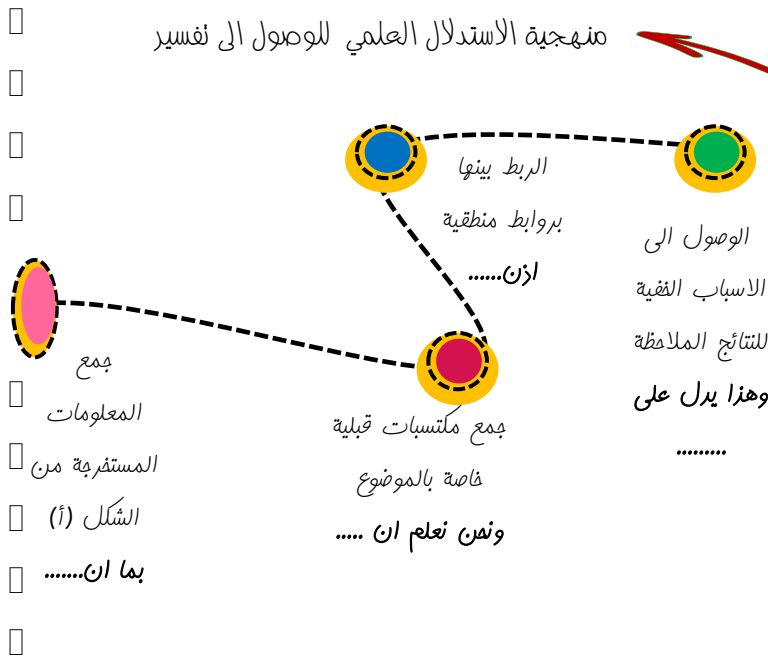 منهجية الاستدلال العلمي للوصول الى تفسير
جمع
المعلومات
المستخرجة من
الشكل (أ)
بما ان.......
جمع مكتسبات قبلية
خاصة بالموضوع
ونحن نعلم ان .....
الربط بينها
بروابط منطقية
اذن......
الوصول الى
الاسباب الخفية
للنتائج الملاحظة
وهذا يدل على
.........